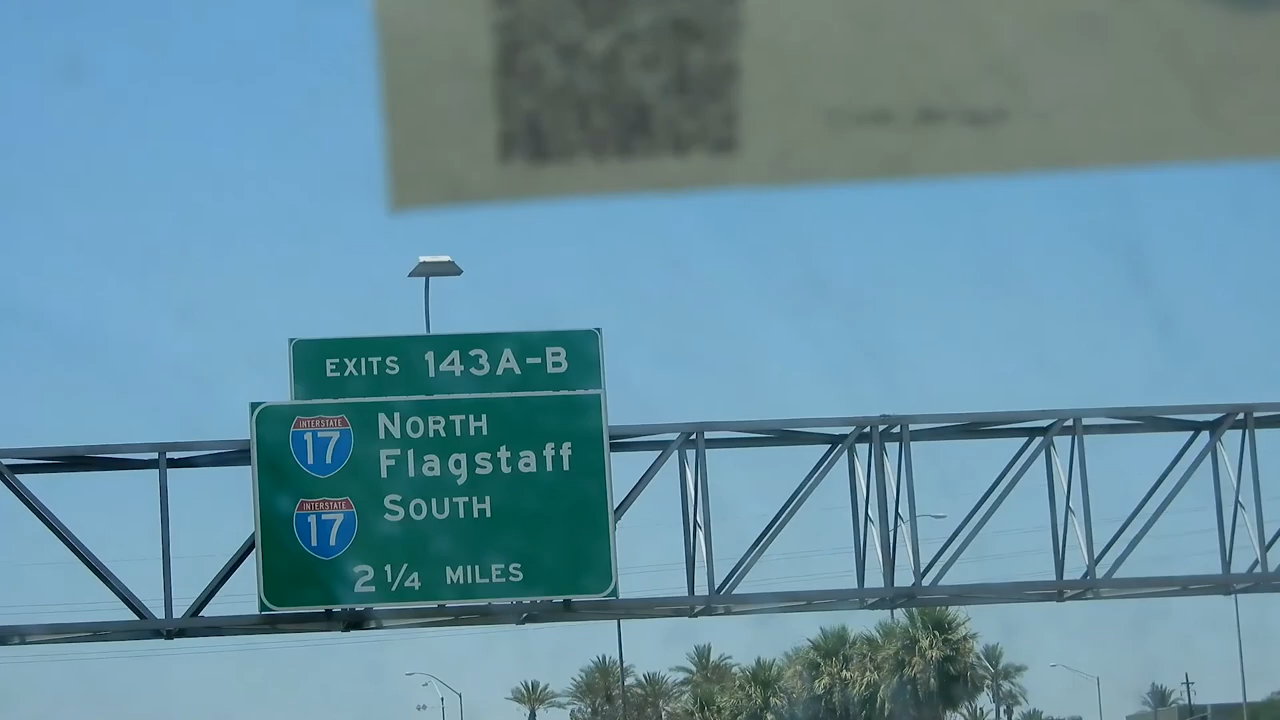 EXITS 143A-B
INTERSTATE 17 NORTH
Flagstaff
INTERSTATE 17 SOUTH
2 1/4 MILES